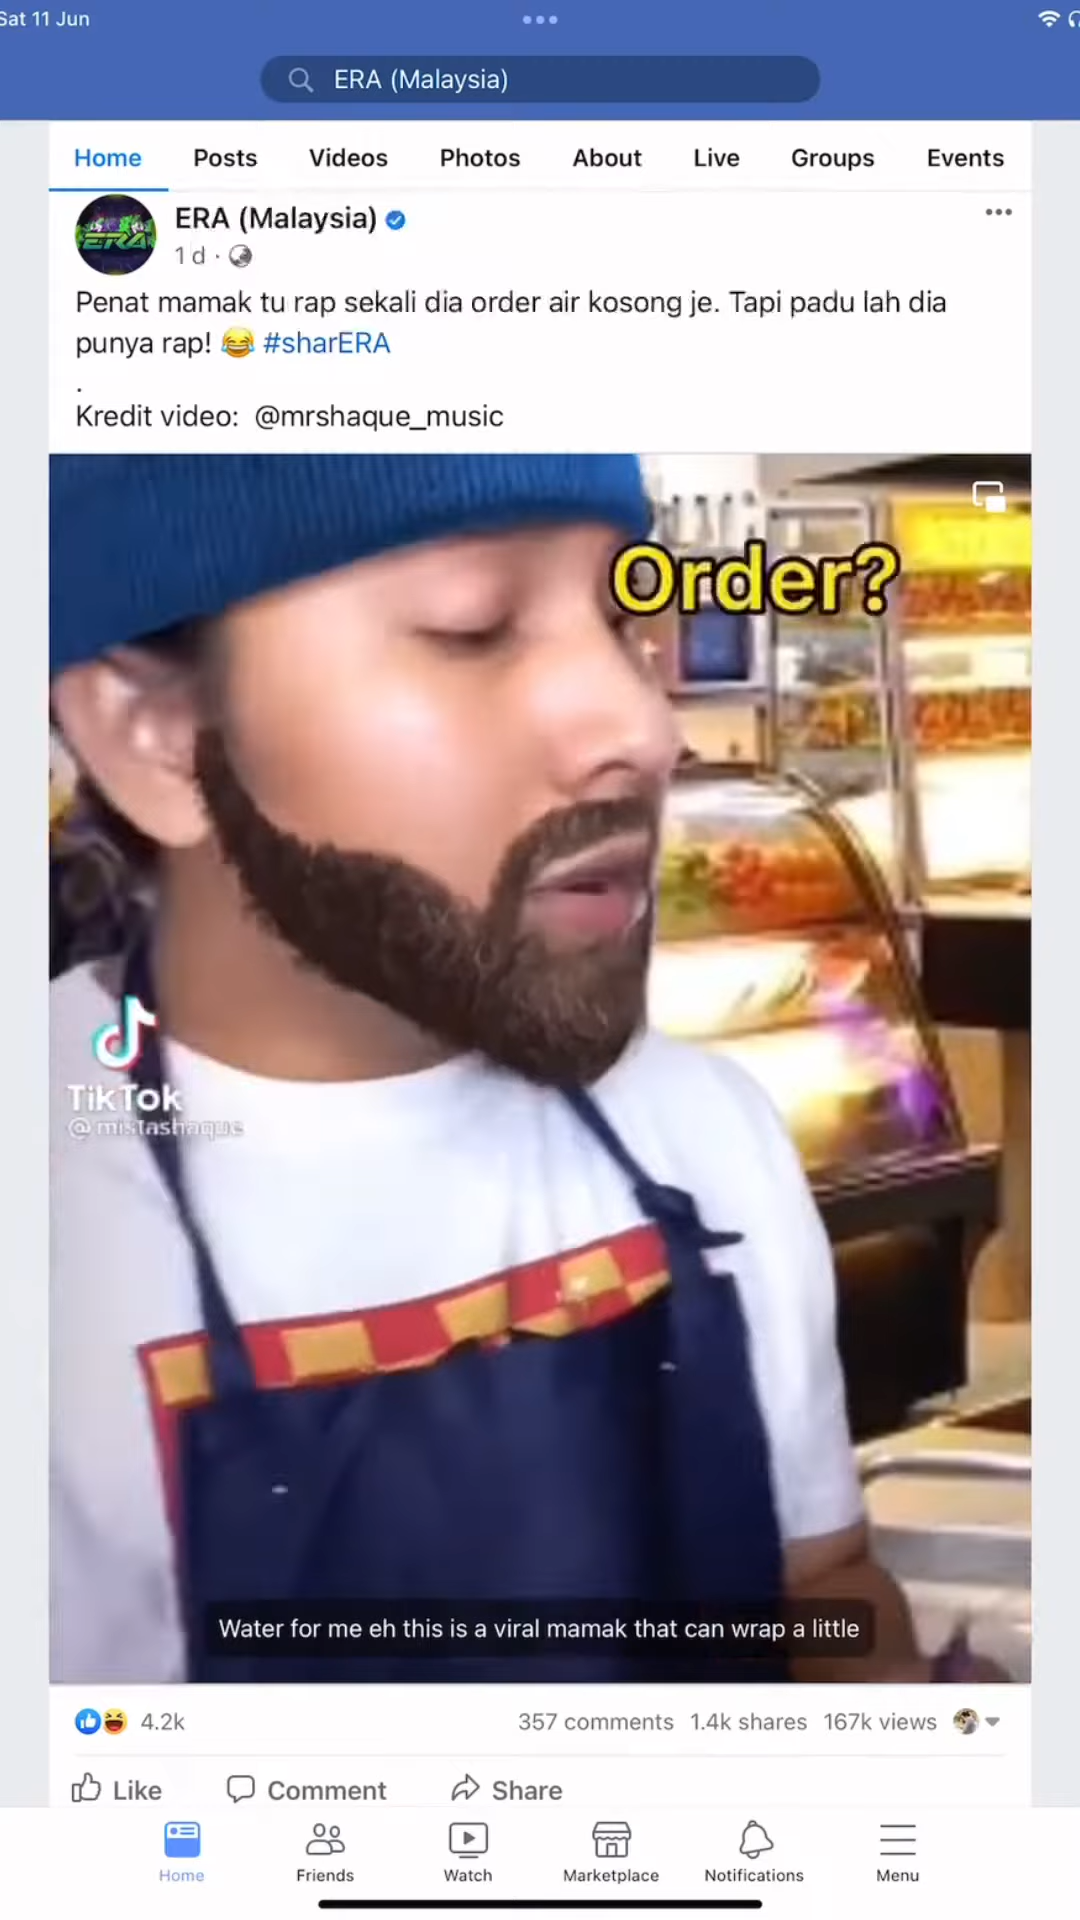 Sat 11 Jun
ERA (Malaysia)
Home Posts Videos Photos About Live Groups Events
ERA
ERA (Malaysia)
1 d ·
Penat mamak tu rap sekali dia order air kosong je. Tapi padu lah dia
punya rap! 😂 #sharERA
.
Kredit video: @mrshaque_music
Order?
TikTok
@mistashaque
Water for me eh this is a viral mamak that can wrap a little
4.2k 357 comments 1.4k shares 167k views
Like Comment Share
Home Friends Watch Marketplace Notifications Menu